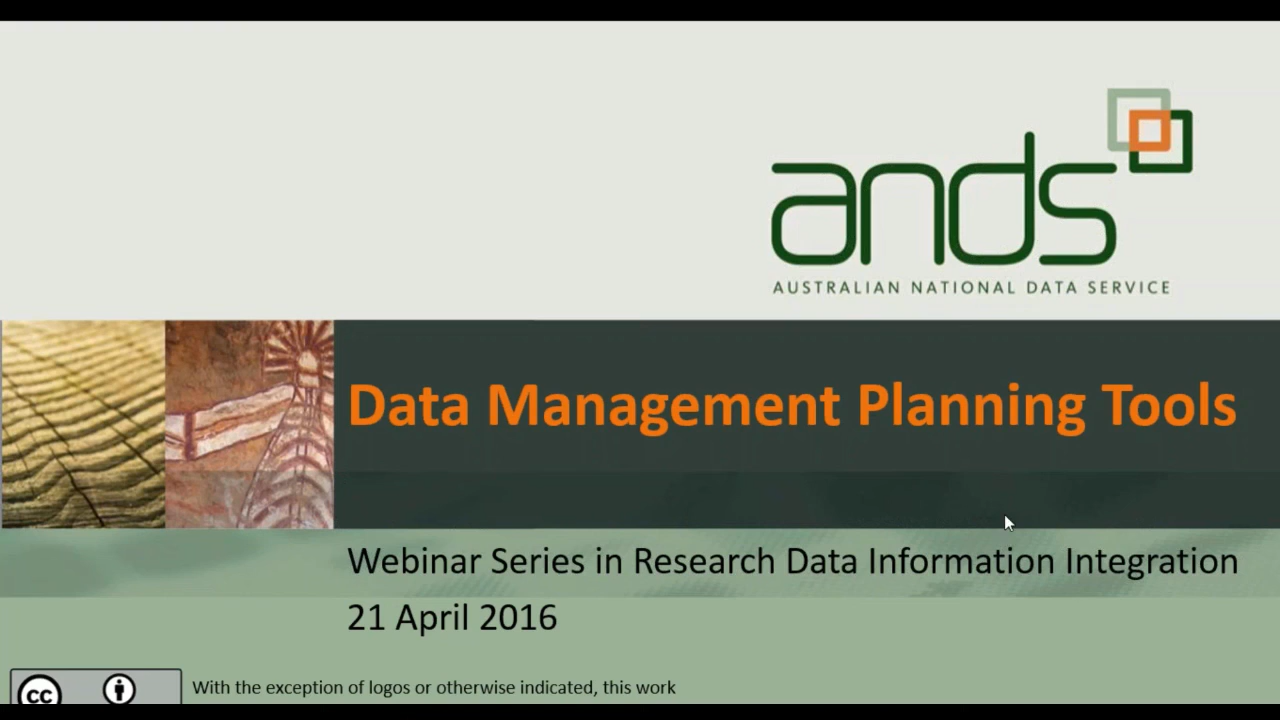 ands
AUSTRALIAN NATIONAL DATA SERVICE
Data Management Planning Tools
Webinar Series in Research Data Information Integration
21 April 2016
cc
With the exception of logos or otherwise indicated, this work